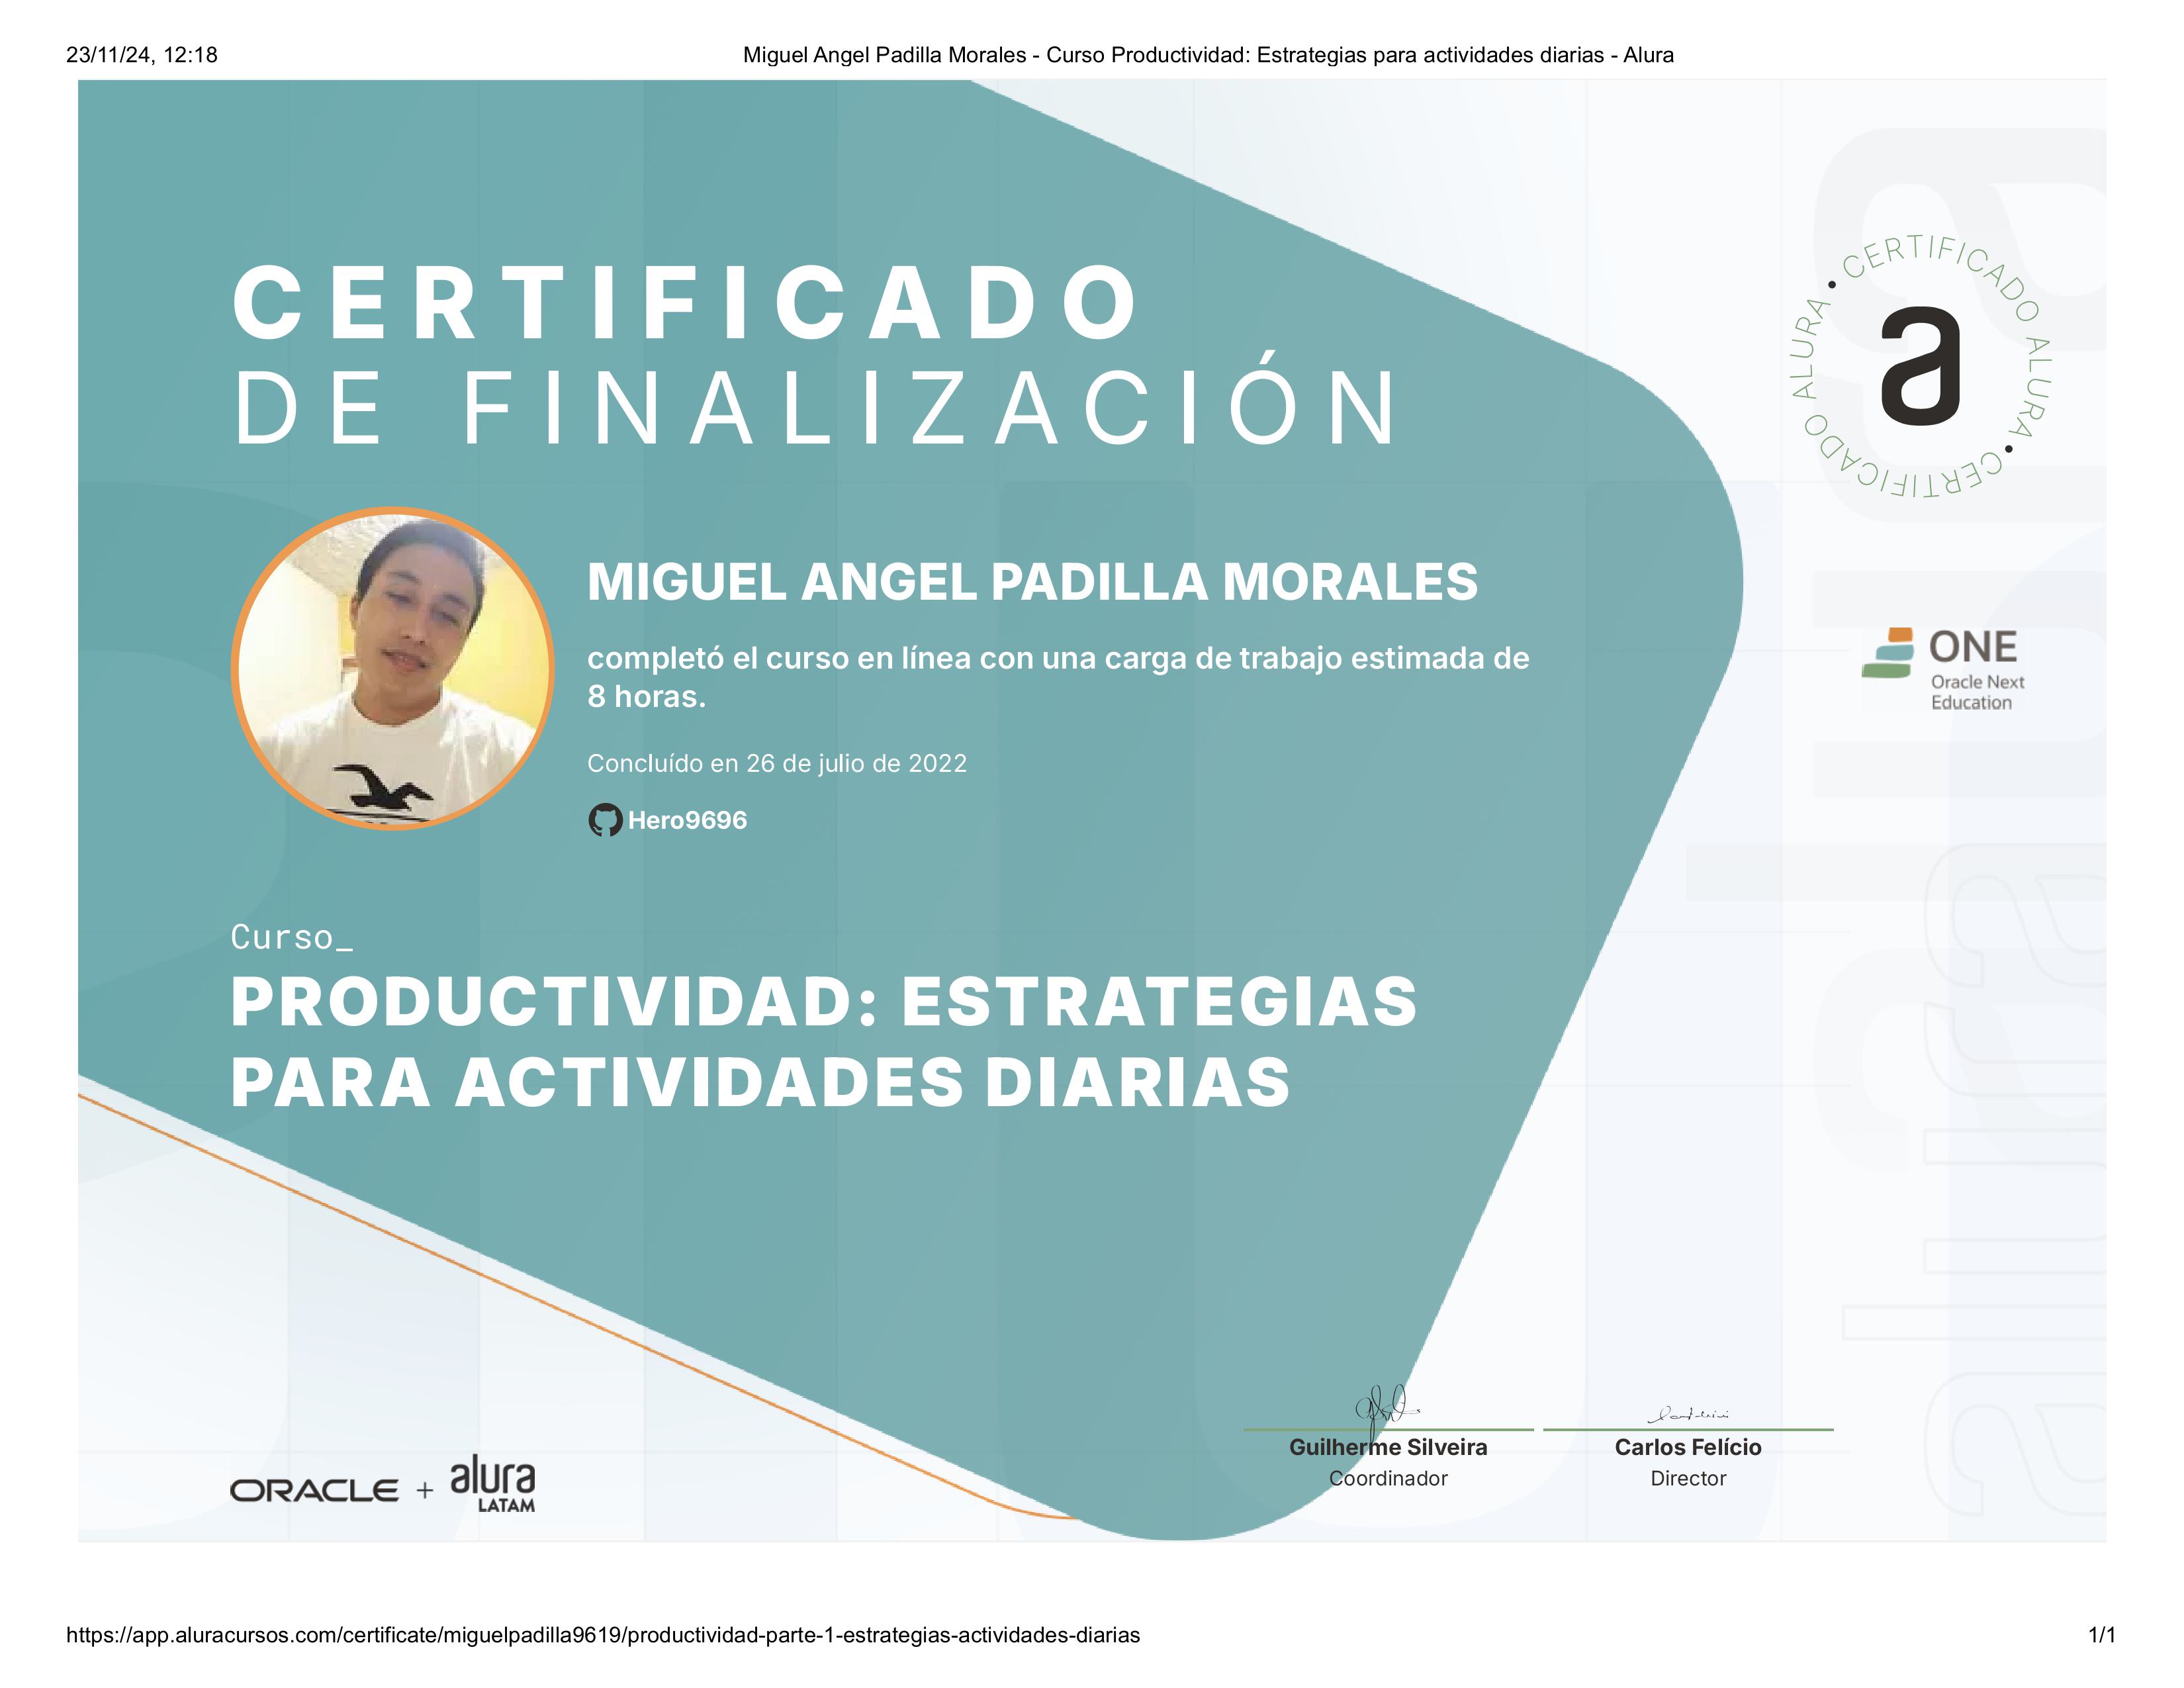 23/11/24, 12:18
Miguel Angel Padilla Morales - Curso Productividad: Estrategias para actividades diarias - Alura
CERTIFICADO
DE FINALIZACIÓN
CERTIFICADO ALURA • CERTIFICADO ALURA •
a
MIGUEL ANGEL PADILLA MORALES
completó el curso en línea con una carga de trabajo estimada de
8 horas.
Concluído en 26 de julio de 2022
Hero9696
ONE
Oracle Next
Education
Curso_
PRODUCTIVIDAD: ESTRATEGIAS
PARA ACTIVIDADES DIARIAS
alura
alura
ORACLE + alura
LATAM
Guilherme Silveira
Coordinador
Carlos Felício
Director
https://app.aluracursos.com/certificate/miguelpadilla9619/productividad-parte-1-estrategias-actividades-diarias
1/1